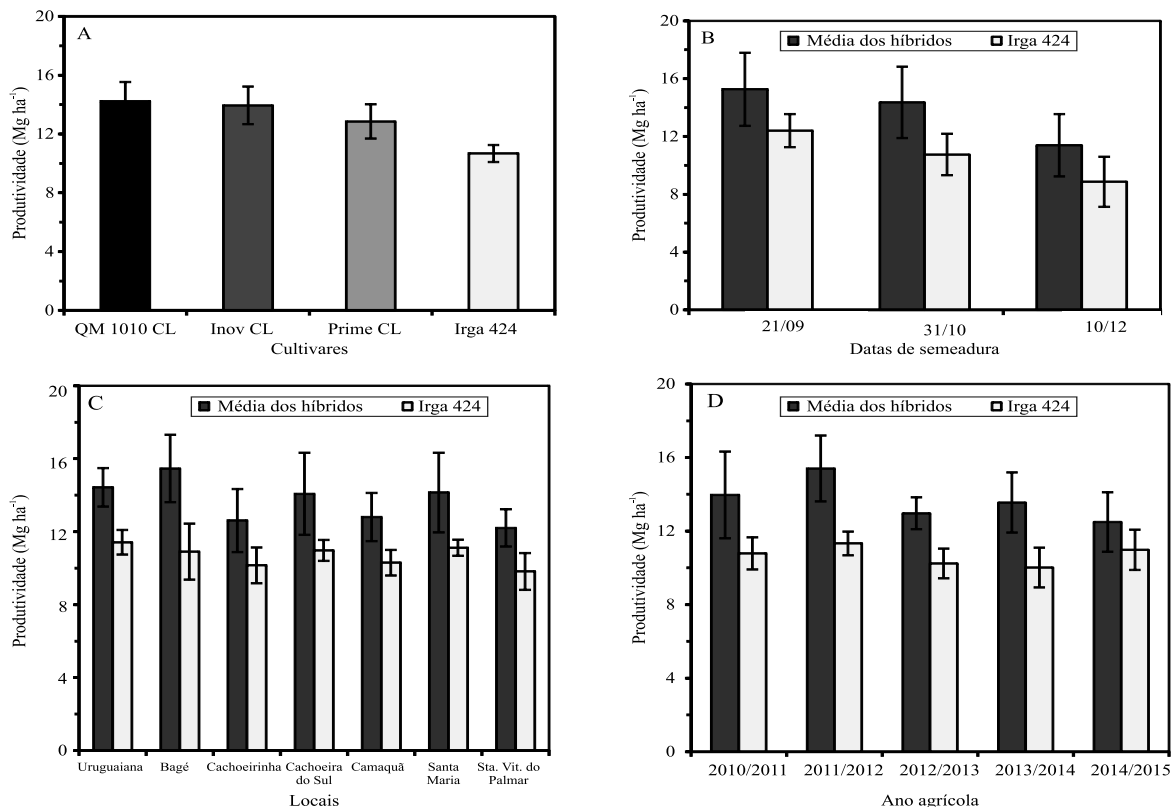 A
Produtividade (Mg ha⁻¹)
20
16
12
8
4
0
QM 1010 CL Inov CL Prime CL Irga 424
Cultivares
B
Média dos híbridos Irga 424
Produtividade (Mg ha⁻¹)
20
16
12
8
4
0
21/09 31/10 10/12
Datas de semeadura
C
Média dos híbridos Irga 424
Produtividade (Mg ha⁻¹)
20
16
12
8
4
0
Uruguaiana Bagé Cachoeirinha Cachoeira Camaquã Santa Sta. Vit. do
do Sul Maria Palmar
Locais
D
Média dos híbridos Irga 424
Produtividade (Mg ha⁻¹)
20
16
12
8
4
0
2010/2011 2011/2012 2012/2013 2013/2014 2014/2015
Ano agrícola